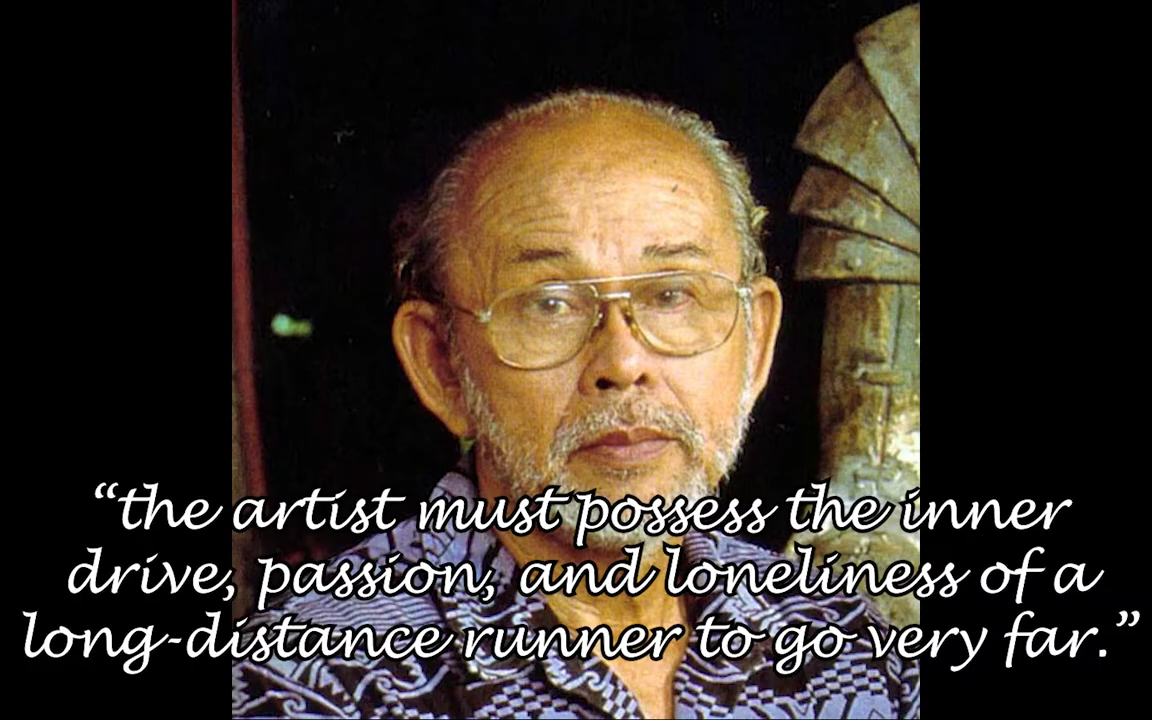 “the artist must possess the inner
drive, passion, and loneliness of a
long-distance runner to go very far.”